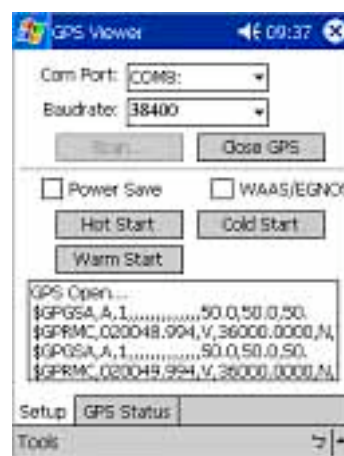 GPS Viewer 09:37
Com Port: COM8:
Baudrate: 38400
Scan... Close GPS
Power Save WAAS/EGNOS
Hot Start Cold Start
Warm Start
GPS Open...
$GPGSA,A,1,,,,,,,,,,,,,50.0,50.0,50.
$GPRMC,020048.994,V,36000.0000,N,
$GPGSA,A,1,,,,,,,,,,,,,50.0,50.0,50.
$GPRMC,020049.994,V,36000.0000,N,
Setup GPS Status
Tools